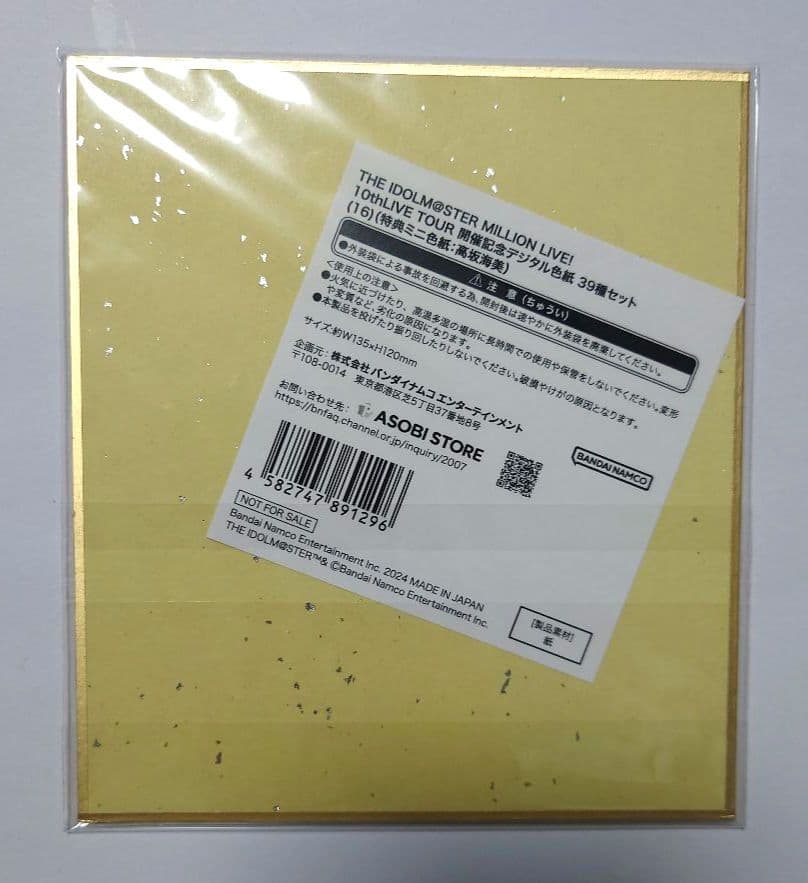 THE IDOLM@STER MILLION LIVE!
10thLIVE TOUR 開催記念デジタル色紙 39種セット
(16)(特典ミニ色紙:高坂海美)
⚠注 意(ちゅうい)
●外装袋による事故を回避する為、開封後は速やかに外装袋を廃棄してください。
<使用上の注意>
●火気に近づけたり、高温多湿の場所に長時間での使用や保管をしないでください。変形
や変質など、劣化の原因になります。
●本製品を投げたり振り回したりしないでください。破損やけがの原因となります。
サイズ:約W135×H120mm
企画元:株式会社 バンダイナムコエンターテインメント
〒108-0014 東京都港区芝5丁目37番地8号
お問い合わせ先: ASOBI STORE
https://bnfaq.channel.or.jp/inquiry/2007
BANDAI NAMCO
4 582747 891296
NOT FOR SALE
Bandai Namco Entertainment Inc. 2024 MADE IN JAPAN
THE IDOLM@STER™& ©Bandai Namco Entertainment Inc.
[製品素材]
紙